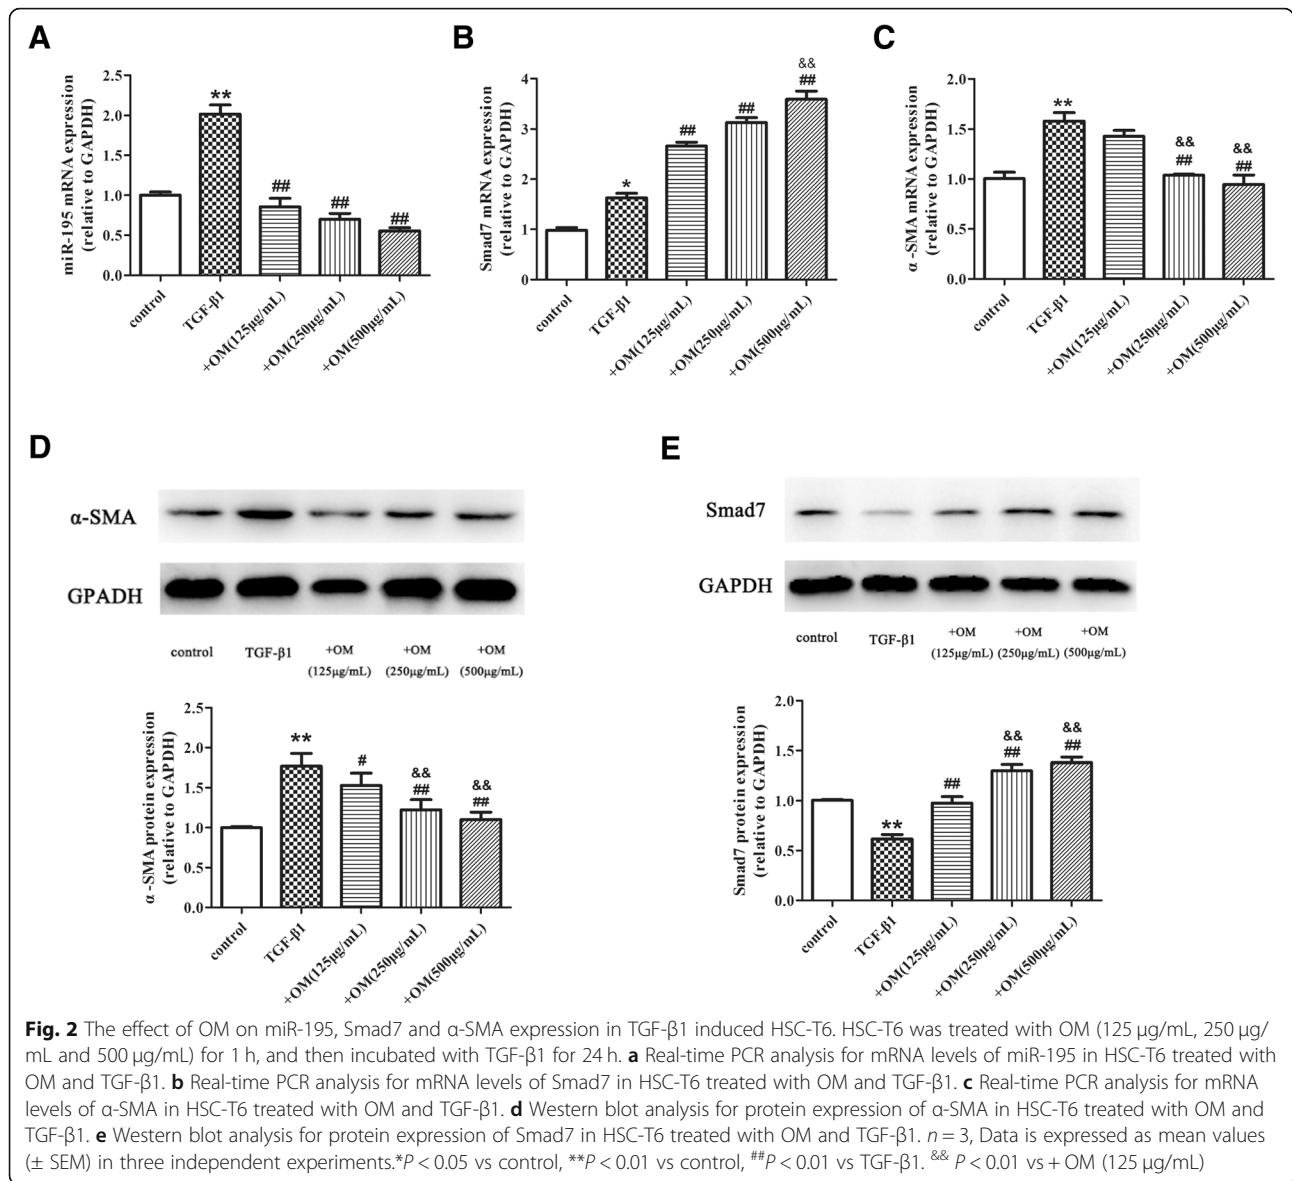 A
miR-195 mRNA expression
(relative to GAPDH)
2.5
2.0
1.5
1.0
0.5
0.0
**
##
##
##
control
TGF-β1
+OM(125μg/mL)
+OM(250μg/mL)
+OM(500μg/mL)
B
Smad7 mRNA expression
(relative to GAPDH)
4
3
2
1
0
*
##
##
&&
##
control
TGF-β1
+OM(125μg/mL)
+OM(250μg/mL)
+OM(500μg/mL)
C
α -SMA mRNA expression
(relative to GAPDH)
2.0
1.5
1.0
0.5
0.0
**
&&
##
&&
##
control
TGF-β1
+OM(125μg/mL)
+OM(250μg/mL)
+OM(500μg/mL)
D
α-SMA
GPADH
control TGF-β1 +OM +OM +OM
(125μg/mL) (250μg/mL) (500μg/mL)
α -SMA protein expression
(relative to GAPDH)
2.5
2.0
1.5
1.0
0.5
0.0
**
#
&&
##
&&
##
control
TGF-β1
+OM(125μg/mL)
+OM(250μg/mL)
+OM(500μg/mL)
E
Smad7
GAPDH
control TGF-β1 +OM +OM +OM
(125μg/mL) (250μg/mL) (500μg/mL)
Smad7 protein expression
(relative to GAPDH)
2.0
1.5
1.0
0.5
0.0
**
##
&&
##
&&
##
control
TGF-β1
+OM(125μg/mL)
+OM(250μg/mL)
+OM(500μg/mL)
Fig. 2 The effect of OM on miR-195, Smad7 and α-SMA expression in TGF-β1 induced HSC-T6. HSC-T6 was treated with OM (125 μg/mL, 250 μg/
mL and 500 μg/mL) for 1 h, and then incubated with TGF-β1 for 24 h. a Real-time PCR analysis for mRNA levels of miR-195 in HSC-T6 treated with
OM and TGF-β1. b Real-time PCR analysis for mRNA levels of Smad7 in HSC-T6 treated with OM and TGF-β1. c Real-time PCR analysis for mRNA
levels of α-SMA in HSC-T6 treated with OM and TGF-β1. d Western blot analysis for protein expression of α-SMA in HSC-T6 treated with OM and
TGF-β1. e Western blot analysis for protein expression of Smad7 in HSC-T6 treated with OM and TGF-β1. n = 3, Data is expressed as mean values
(± SEM) in three independent experiments.*P < 0.05 vs control, **P < 0.01 vs control, ##P < 0.01 vs TGF-β1. && P < 0.01 vs + OM (125 μg/mL)